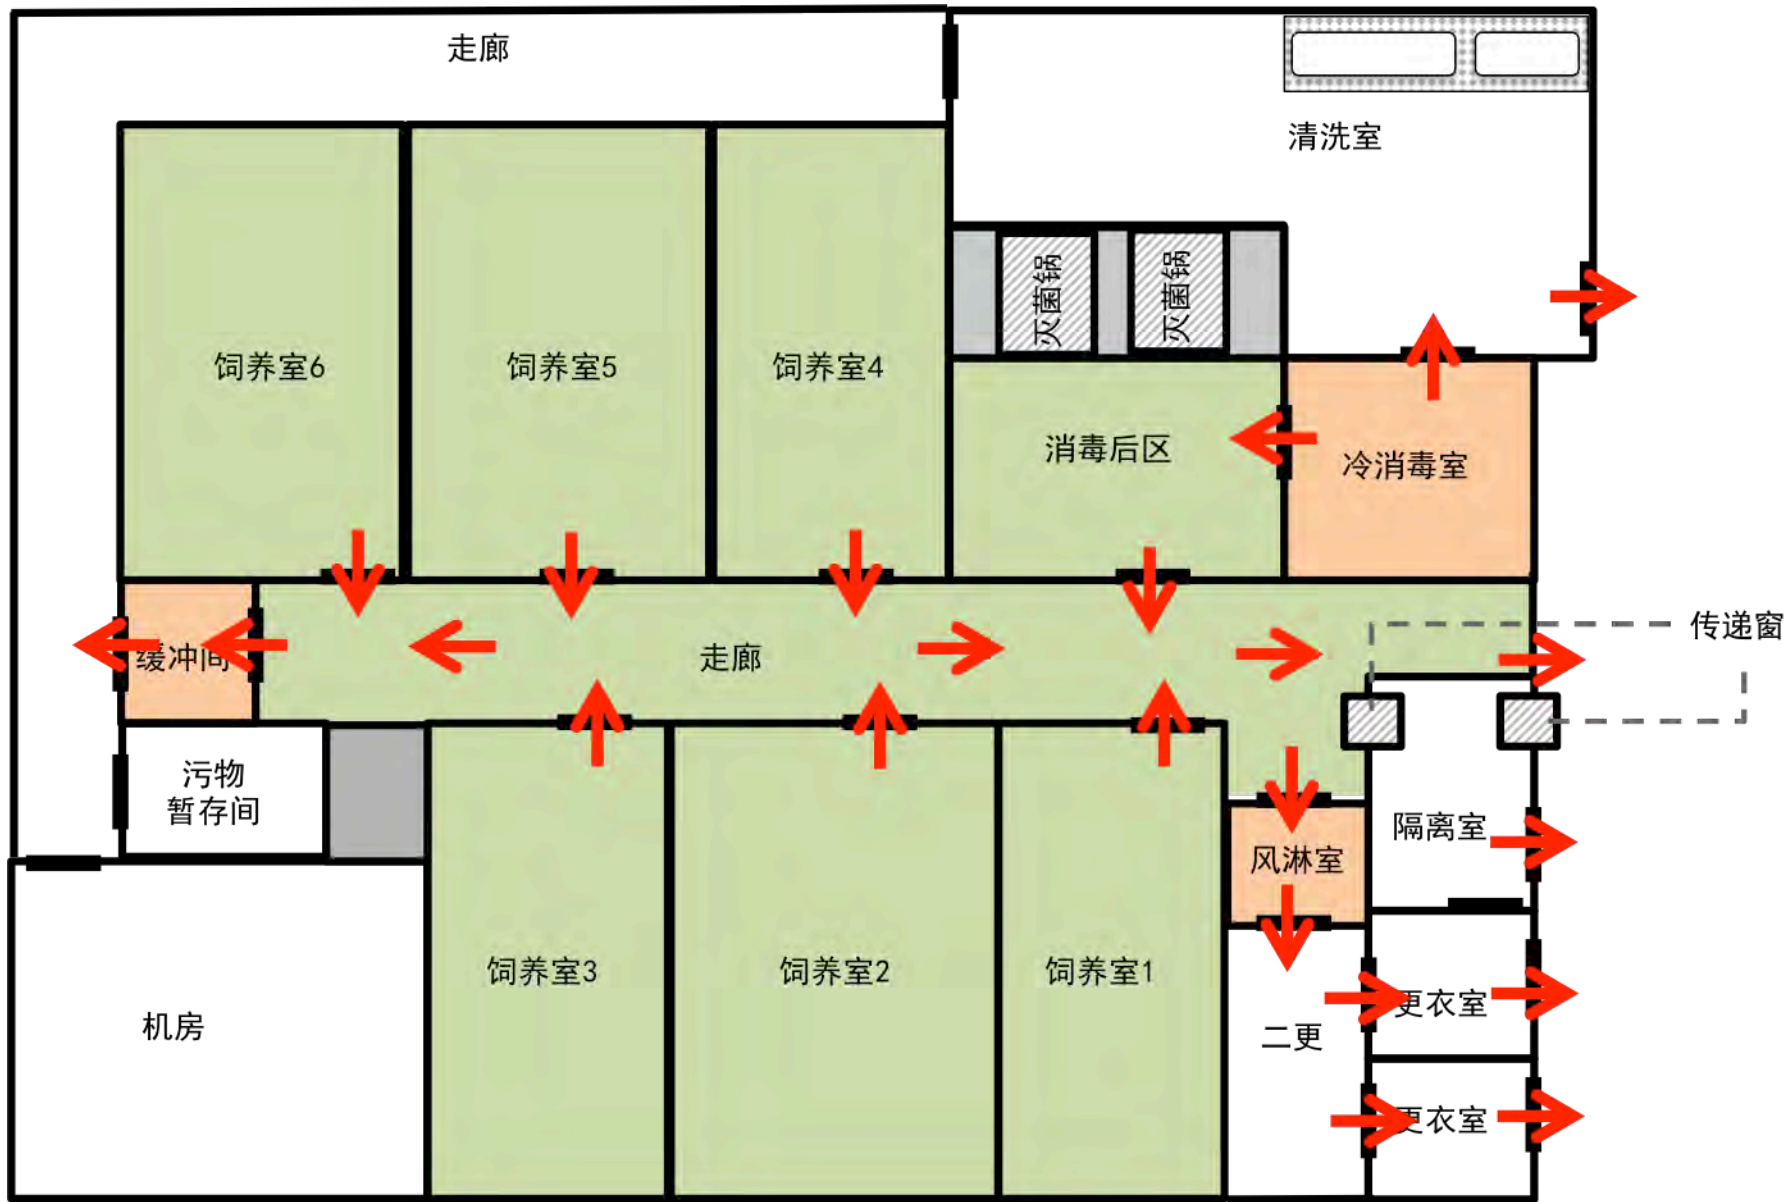 走廊
清洗室
灭菌锅
灭菌锅
饲养室6
饲养室5
饲养室4
消毒后区
冷消毒室
传递窗
缓冲间
走廊
污物
暂存间
隔离室
风淋室
饲养室3
饲养室2
饲养室1
更衣室
机房
二更
更衣室